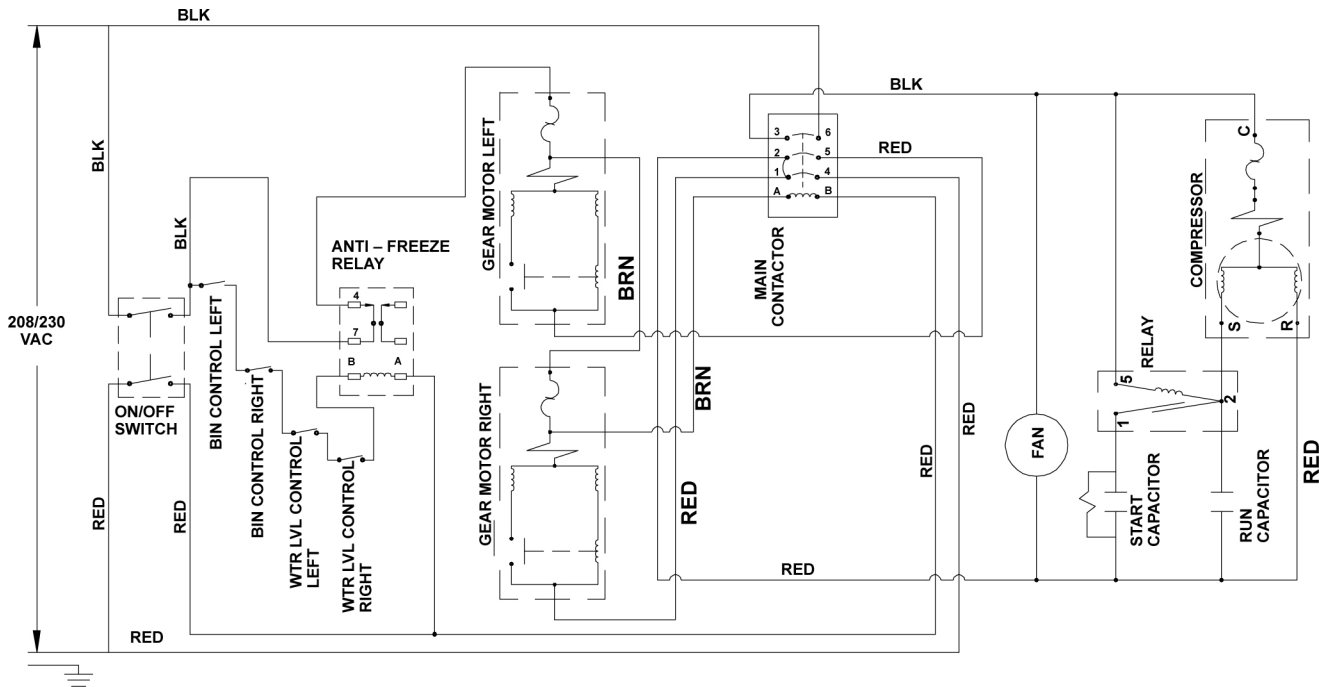 BLK
BLK
208/230
VAC
BLK
ON/OFF
SWITCH
RED
RED
RED
BIN CONTROL LEFT
BIN CONTROL RIGHT
WTR LVL CONTROL
LEFT
WTR LVL CONTROL
RIGHT
ANTI – FREEZE
RELAY
4
7
B
A
GEAR MOTOR LEFT
GEAR MOTOR RIGHT
BRN
BRN
RED
3
6
2
5
1
4
A
B
MAIN
CONTACTOR
RED
BLK
RED
RED
RED
FAN
COMPRESSOR
C
S
R
RELAY
5
2
1
START
CAPACITOR
RUN
CAPACITOR
RED